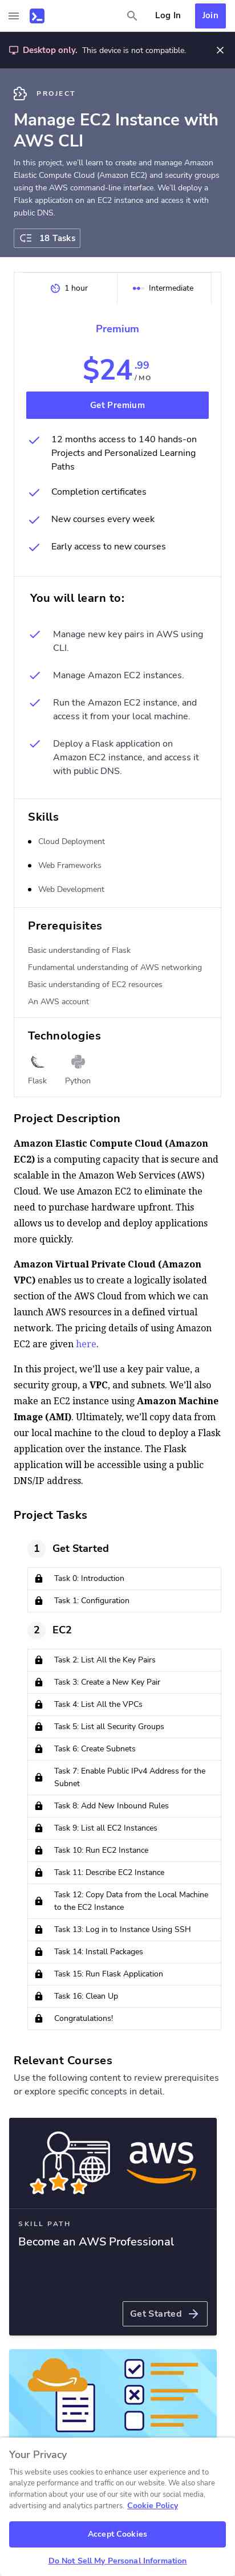 Log In
Join
Desktop only. This device is not compatible.
PROJECT
Manage EC2 Instance with
AWS CLI
In this project, we’ll learn to create and manage Amazon
Elastic Compute Cloud (Amazon EC2) and security groups
using the AWS command-line interface. We’ll deploy a
Flask application on an EC2 instance and access it with
public DNS.
18 Tasks
1 hour
Intermediate
Premium
$24 .99 /MO
Get Premium
12 months access to 140 hands-on
Projects and Personalized Learning
Paths
Completion certificates
New courses every week
Early access to new courses
You will learn to:
Manage new key pairs in AWS using
CLI.
Manage Amazon EC2 instances.
Run the Amazon EC2 instance, and
access it from your local machine.
Deploy a Flask application on
Amazon EC2 instance, and access it
with public DNS.
Skills
Cloud Deployment
Web Frameworks
Web Development
Prerequisites
Basic understanding of Flask
Fundamental understanding of AWS networking
Basic understanding of EC2 resources
An AWS account
Technologies
Flask
Python
Project Description
Amazon Elastic Compute Cloud (Amazon
EC2) is a computing capacity that is secure and
scalable in the Amazon Web Services (AWS)
Cloud. We use Amazon EC2 to eliminate the
need to purchase hardware upfront. This
allows us to develop and deploy applications
more quickly.
Amazon Virtual Private Cloud (Amazon
VPC) enables us to create a logically isolated
section of the AWS Cloud from which we can
launch AWS resources in a defined virtual
network. The pricing details of using Amazon
EC2 are given here.
In this project, we’ll use a key pair value, a
security group, a VPC, and subnets. We’ll also
make an EC2 instance using Amazon Machine
Image (AMI). Ultimately, we’ll copy data from
our local machine to the cloud to deploy a Flask
application over the instance. The Flask
application will be accessible using a public
DNS/IP address.
Project Tasks
1 Get Started
Task 0: Introduction
Task 1: Configuration
2 EC2
Task 2: List All the Key Pairs
Task 3: Create a New Key Pair
Task 4: List All the VPCs
Task 5: List all Security Groups
Task 6: Create Subnets
Task 7: Enable Public IPv4 Address for the
Subnet
Task 8: Add New Inbound Rules
Task 9: List all EC2 Instances
Task 10: Run EC2 Instance
Task 11: Describe EC2 Instance
Task 12: Copy Data from the Local Machine
to the EC2 Instance
Task 13: Log in to Instance Using SSH
Task 14: Install Packages
Task 15: Run Flask Application
Task 16: Clean Up
Congratulations!
Relevant Courses
Use the following content to review prerequisites
or explore specific concepts in detail.
aws
SKILL PATH
Become an AWS Professional
Get Started
Your Privacy
This website uses cookies to enhance user experience and to
analyze performance and traffic on our website. We also share
information about your use of our site with our social media,
advertising and analytics partners. Cookie Policy
Accept Cookies
Do Not Sell My Personal Information